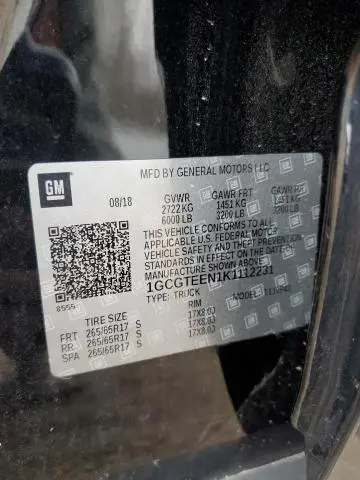 GM
MFD BY GENERAL MOTORS LLC
08/18
GVWR GAWR FRT GAWR RR
2722 KG 1451 KG 1451 KG
6000 LB 3200 LB 3200 LB
THIS VEHICLE CONFORMS TO ALL
APPLICABLE U.S. FEDERAL MOTOR
VEHICLE SAFETY AND THEFT PREVENTION
STANDARDS IN EFFECT ON THE DATE OF
MANUFACTURE SHOWN ABOVE.
1GCGTEEN1K1112231
TYPE: TRUCK MODEL:
8555
TIRE SIZE RIM
FRT 265/65R17 S 17X8.0J
RR 265/65R17 S 17X8.0J
SPA 265/65R17 S 17X8.0J